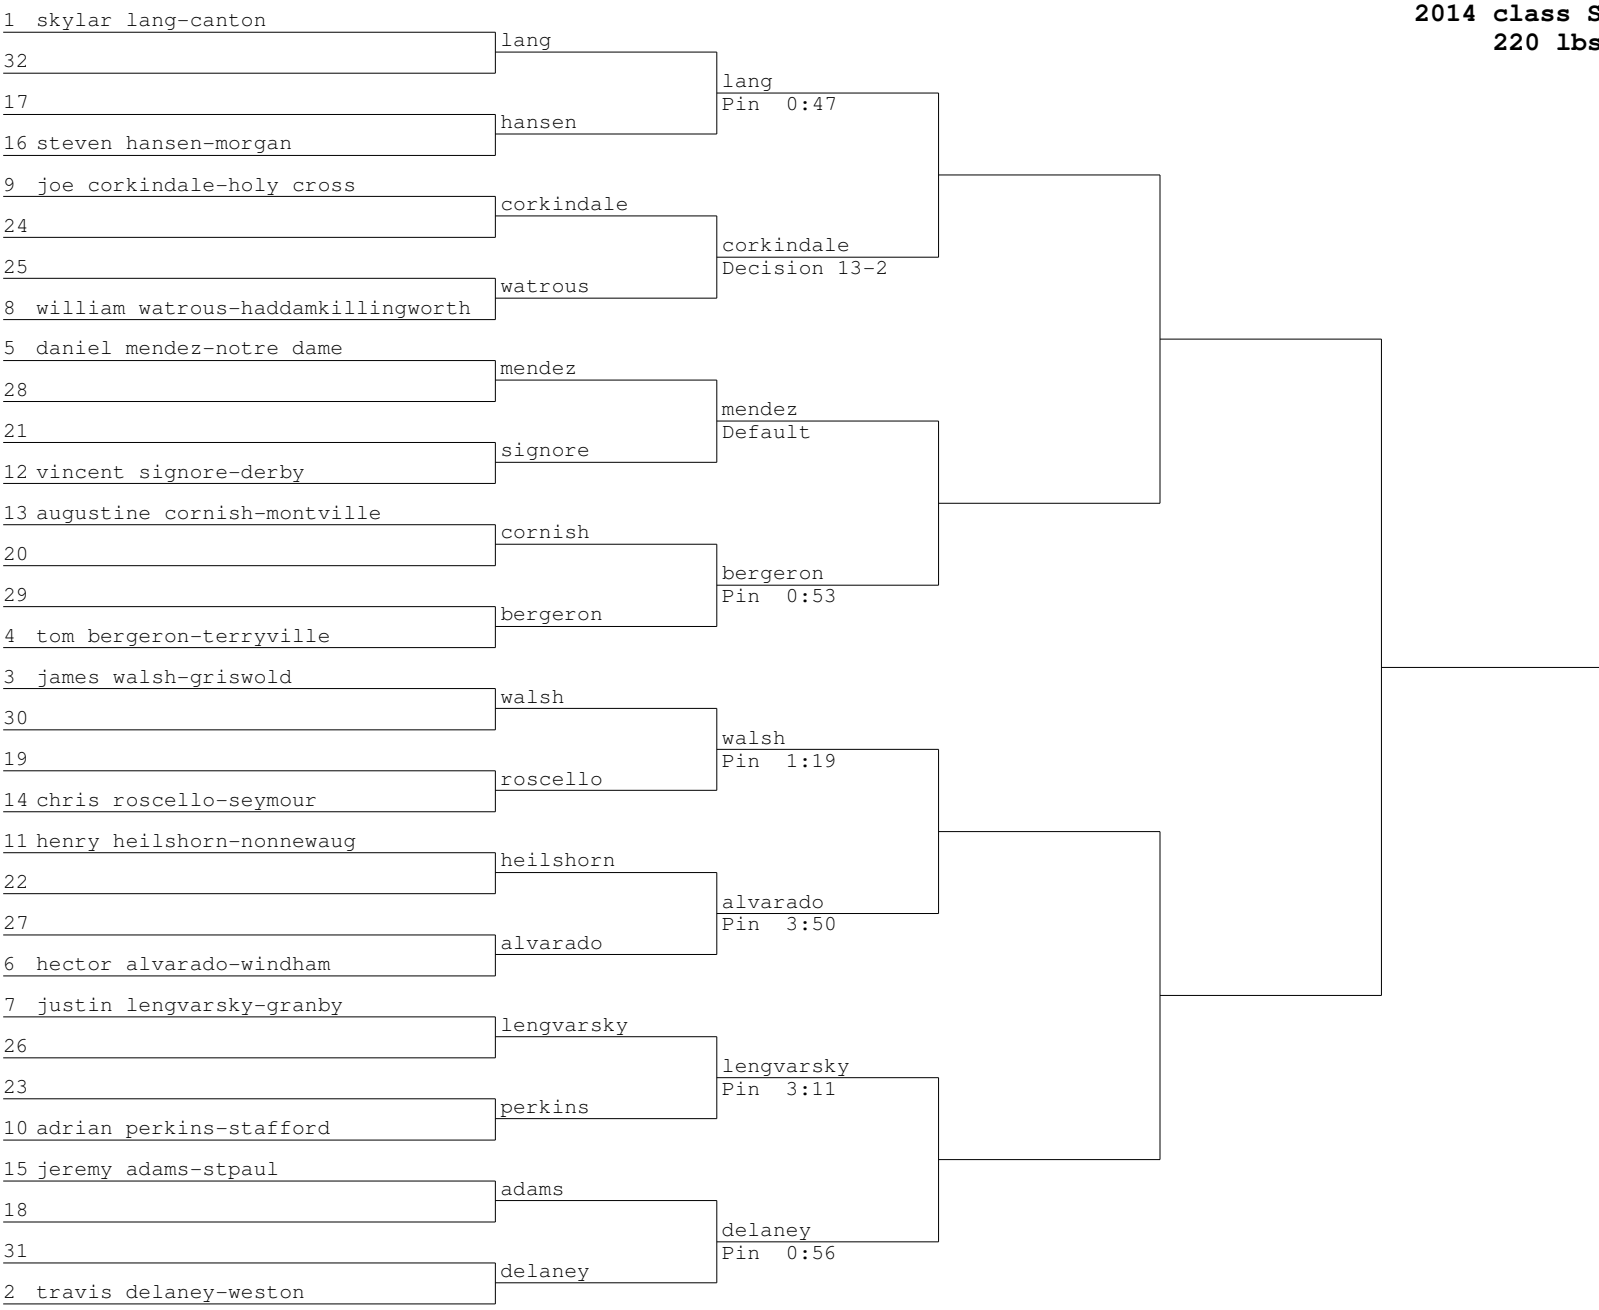 2014 class S
220 lbs
1 skylar lang-canton
32
17
16 steven hansen-morgan
9 joe corkindale-holy cross
24
25
8 william watrous-haddamkillingworth
5 daniel mendez-notre dame
28
21
12 vincent signore-derby
13 augustine cornish-montville
20
29
4 tom bergeron-terryville
3 james walsh-griswold
30
19
14 chris roscello-seymour
11 henry heilshorn-nonnewaug
22
27
6 hector alvarado-windham
7 justin lengvarsky-granby
26
23
10 adrian perkins-stafford
15 jeremy adams-stpaul
18
31
2 travis delaney-weston
lang
hansen
corkindale
watrous
mendez
signore
cornish
bergeron
walsh
roscello
heilshorn
alvarado
lengvarsky
perkins
adams
delaney
lang
Pin 0:47
corkindale
Decision 13-2
mendez
Default
bergeron
Pin 0:53
walsh
Pin 1:19
alvarado
Pin 3:50
lengvarsky
Pin 3:11
delaney
Pin 0:56